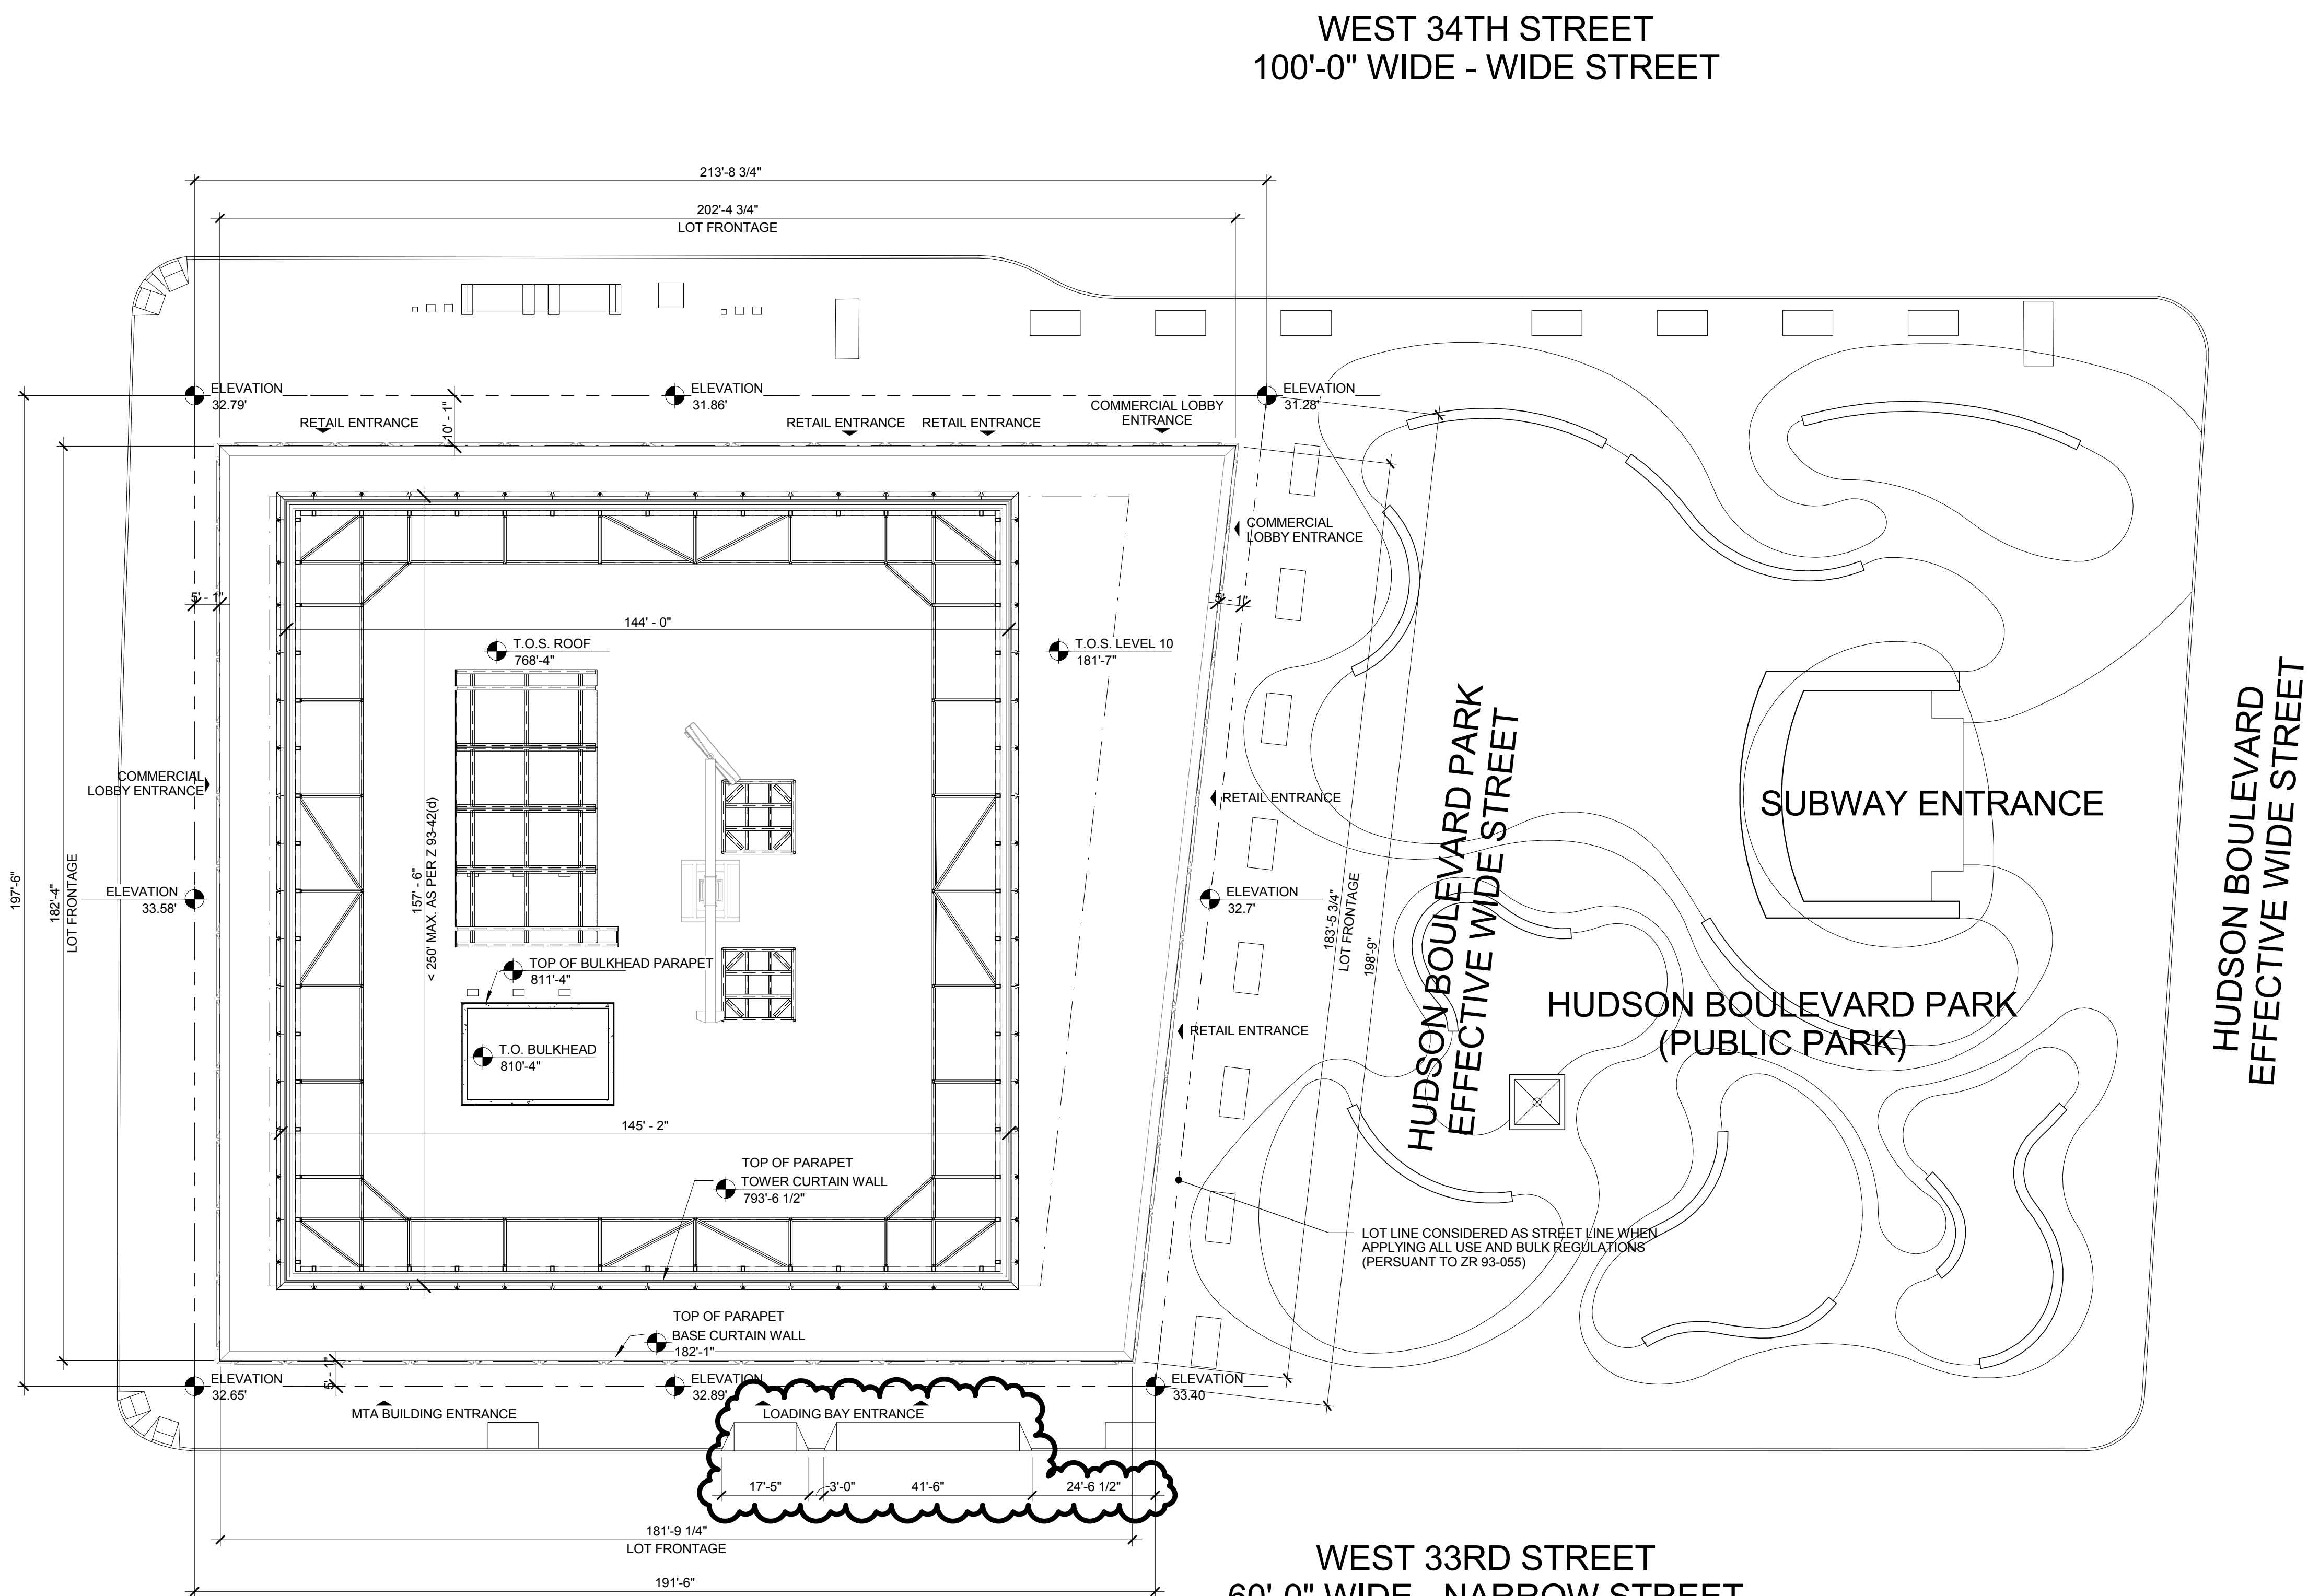 WEST 34TH STREET
100'-0" WIDE - WIDE STREET
213'-8 3/4"
202'-4 3/4"
LOT FRONTAGE
ELEVATION
32.79'
ELEVATION
31.86'
ELEVATION
31.28'
10' - 1"
RETAIL ENTRANCE
RETAIL ENTRANCE
RETAIL ENTRANCE
COMMERCIAL LOBBY
ENTRANCE
COMMERCIAL
LOBBY ENTRANCE
5' - 1"
5' - 1"
144' - 0"
T.O.S. ROOF
768'-4"
T.O.S. LEVEL 10
181'-7"
COMMERCIAL
LOBBY ENTRANCE
RETAIL ENTRANCE
197'-6"
182'-4"
LOT FRONTAGE
ELEVATION
33.58'
157' - 6"
< 250' MAX. AS PER Z 93-42(d)
ELEVATION
32.7'
183'-5 3/4"
LOT FRONTAGE
198'-9"
HUDSON BOULEVARD PARK
EFFECTIVE WIDE STREET
SUBWAY ENTRANCE
HUDSON BOULEVARD
EFFECTIVE WIDE STREET
TOP OF BULKHEAD PARAPET
811'-4"
HUDSON BOULEVARD PARK
(PUBLIC PARK)
RETAIL ENTRANCE
T.O. BULKHEAD
810'-4"
145' - 2"
TOP OF PARAPET
TOWER CURTAIN WALL
793'-6 1/2"
LOT LINE CONSIDERED AS STREET LINE WHEN
APPLYING ALL USE AND BULK REGULATIONS
(PERSUANT TO ZR 93-055)
TOP OF PARAPET
BASE CURTAIN WALL
182'-1"
5' - 1"
ELEVATION
32.65'
ELEVATION
32.89'
ELEVATION
33.40
MTA BUILDING ENTRANCE
LOADING BAY ENTRANCE
17'-5"
3'-0"
41'-6"
24'-6 1/2"
181'-9 1/4"
LOT FRONTAGE
191'-6"
WEST 33RD STREET
60'-0" WIDE - NARROW STREET